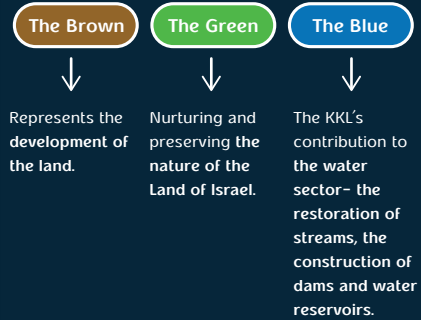 The Brown
The Green
The Blue
Represents the
development of
the land.
Nurturing and
preserving the
nature of the
Land of Israel.
The KKL´s
contribution to
the water
sector- the
restoration of
streams, the
construction of
dams and water
reservoirs.